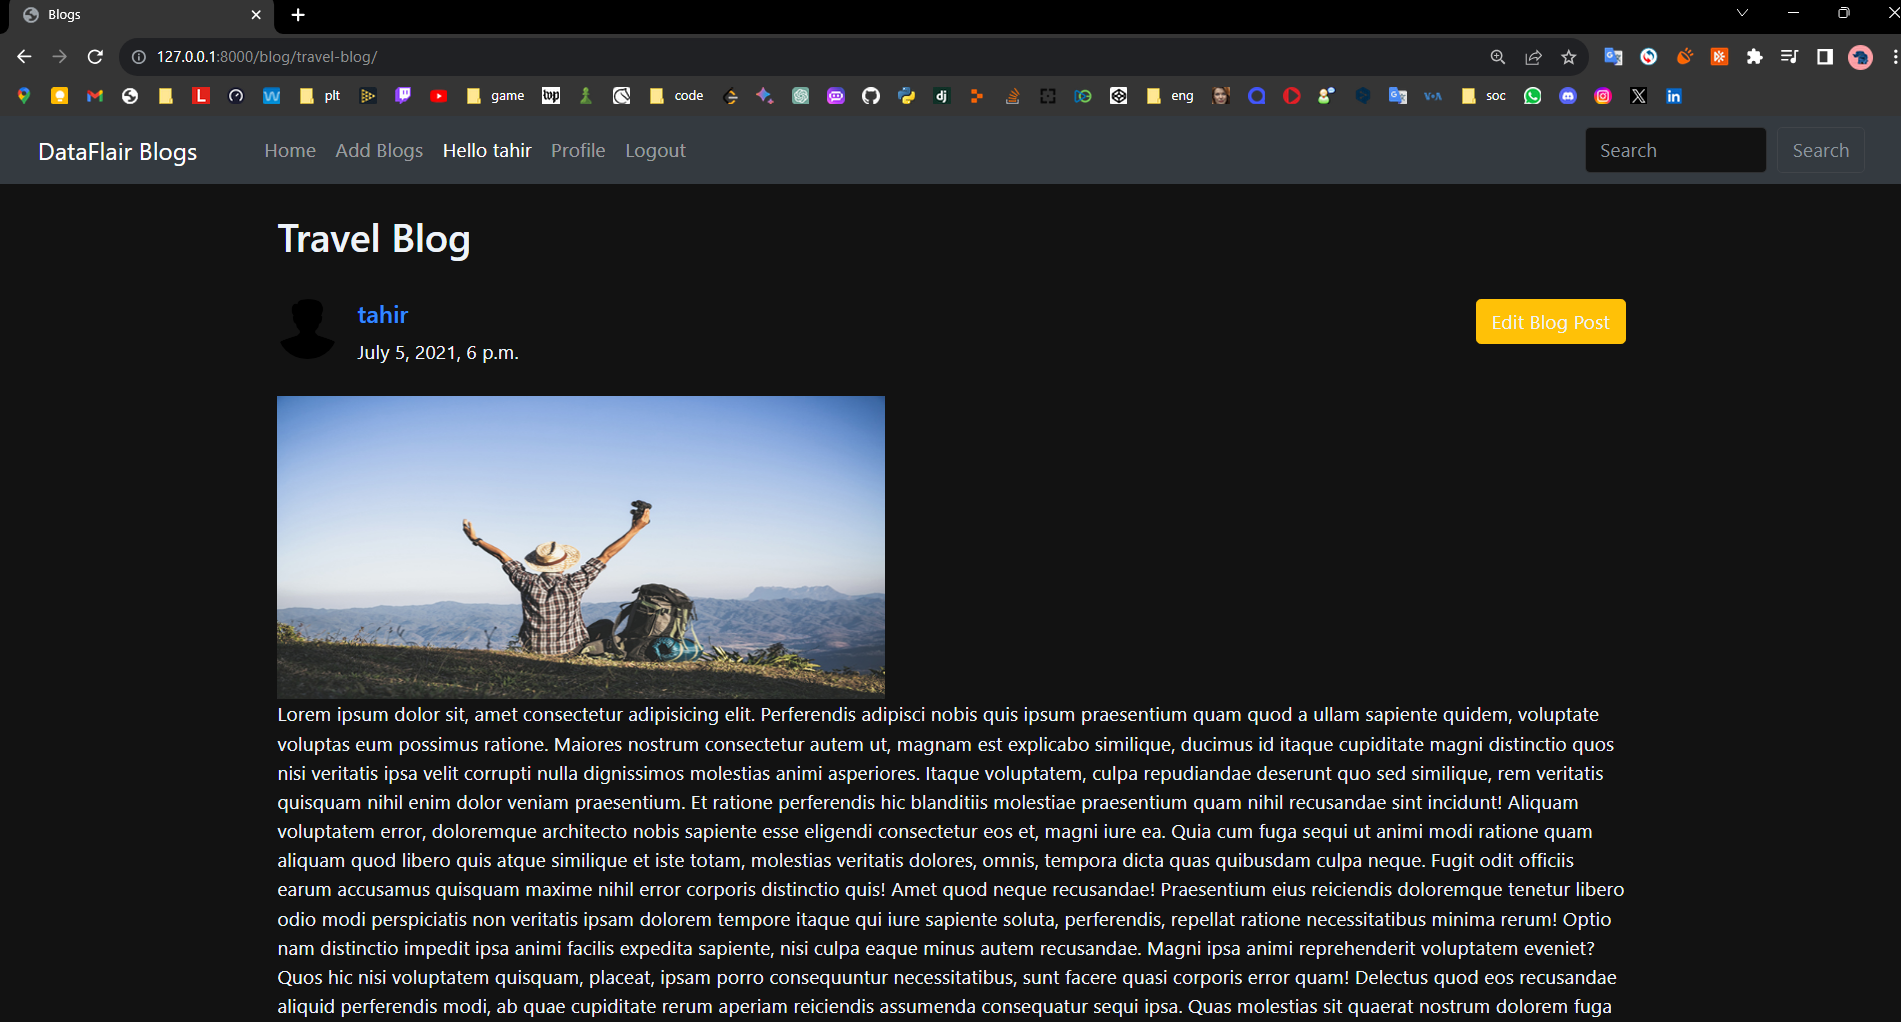 Blogs
127.0.0.1:8000/blog/travel-blog/
plt game code eng soc
DataFlair Blogs Home Add Blogs Hello tahir Profile Logout Search Search
Travel Blog
tahir
Edit Blog Post
July 5, 2021, 6 p.m.
Lorem ipsum dolor sit, amet consectetur adipisicing elit. Perferendis adipisci nobis quis ipsum praesentium quam quod a ullam sapiente quidem, voluptate
voluptas eum possimus ratione. Maiores nostrum consectetur autem ut, magnam est explicabo similique, ducimus id itaque cupiditate magni distinctio quos
nisi veritatis ipsa velit corrupti nulla dignissimos molestias animi asperiores. Itaque voluptatem, culpa repudiandae deserunt quo sed similique, rem veritatis
quisquam nihil enim dolor veniam praesentium. Et ratione perferendis hic blanditiis molestiae praesentium quam nihil recusandae sint incidunt! Aliquam
voluptatem error, doloremque architecto nobis sapiente esse eligendi consectetur eos et, magni iure ea. Quia cum fuga sequi ut animi modi ratione quam
aliquam quod libero quis atque similique et iste totam, molestias veritatis dolores, omnis, tempora dicta quas quibusdam culpa neque. Fugit odit officiis
earum accusamus quisquam maxime nihil error corporis distinctio quis! Amet quod neque recusandae! Praesentium eius reiciendis doloremque tenetur libero
odio modi perspiciatis non veritatis ipsam dolorem tempore itaque qui iure sapiente soluta, perferendis, repellat ratione necessitatibus minima rerum! Optio
nam distinctio impedit ipsa animi facilis expedita sapiente, nisi culpa eaque minus autem recusandae. Magni ipsa animi reprehenderit voluptatem eveniet?
Quos hic nisi voluptatem quisquam, placeat, ipsam porro consequuntur necessitatibus, sunt facere quasi corporis error quam! Delectus quod eos recusandae
aliquid perferendis modi, ab quae cupiditate rerum aperiam reiciendis assumenda consequatur sequi ipsa. Quas molestias sit quaerat nostrum dolorem fuga